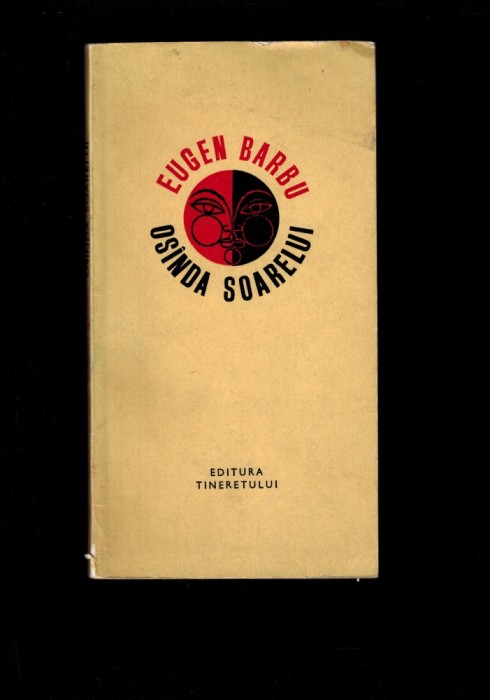 EUGEN BARBU
OSÎNDA SOARELUI
EDITURA
TINERETULUI